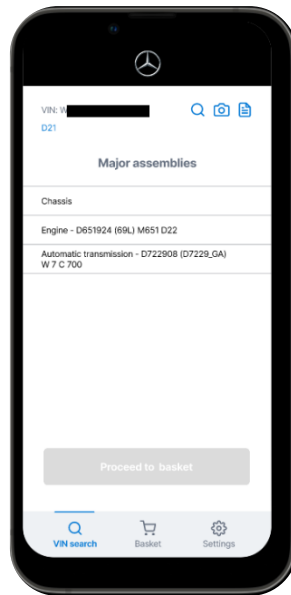 VIN: W
D21
Major assemblies
Chassis
Engine - D651924 (69L) M651 D22
Automatic transmission - D722908 (D7229_GA)
W 7 C 700
Proceed to basket
VIN search
Basket
Settings